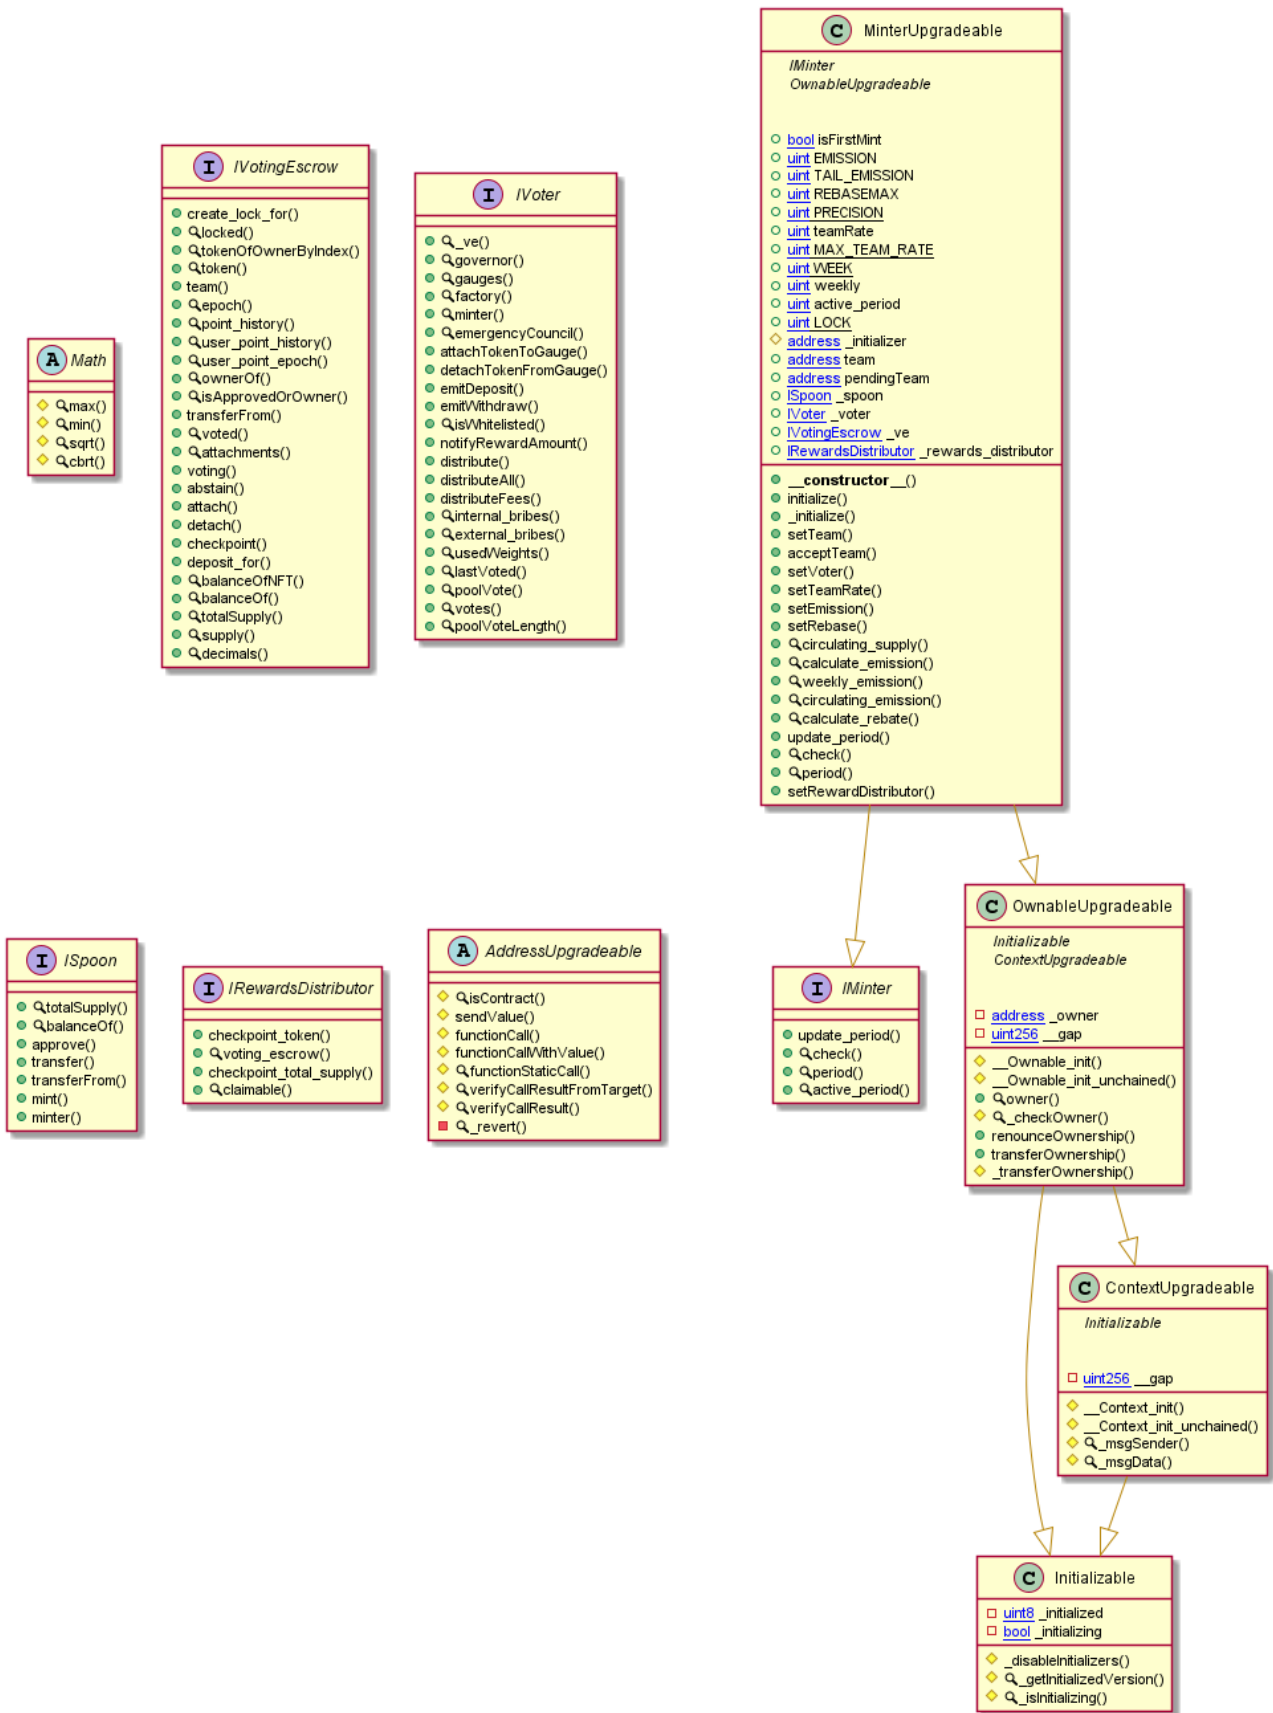 C MinterUpgradeable
IMinter
OwnableUpgradeable
bool isFirstMint
uint EMISSION
uint TAIL_EMISSION
uint REBASEMAX
uint PRECISION
uint teamRate
uint MAX_TEAM_RATE
uint WEEK
uint weekly
uint active_period
uint LOCK
address _initializer
address team
address pendingTeam
ISpoon _spoon
IVoter _voter
IVotingEscrow _ve
IRewardsDistributor _rewards_distributor
__constructor__()
initialize()
_initialize()
setTeam()
acceptTeam()
setVoter()
setTeamRate()
setEmission()
setRebase()
circulating_supply()
calculate_emission()
weekly_emission()
circulating_emission()
calculate_rebate()
update_period()
check()
period()
setRewardDistributor()
I IVotingEscrow
create_lock_for()
locked()
tokenOfOwnerByIndex()
token()
team()
epoch()
point_history()
user_point_history()
user_point_epoch()
ownerOf()
isApprovedOrOwner()
transferFrom()
voted()
attachments()
voting()
abstain()
attach()
detach()
checkpoint()
deposit_for()
balanceOfNFT()
balanceOf()
totalSupply()
supply()
decimals()
I IVoter
_ve()
governor()
gauges()
factory()
minter()
emergencyCouncil()
attachTokenToGauge()
detachTokenFromGauge()
emitDeposit()
emitWithdraw()
isWhitelisted()
notifyRewardAmount()
distribute()
distributeAll()
distributeFees()
internal_bribes()
external_bribes()
usedWeights()
lastVoted()
poolVote()
votes()
poolVoteLength()
A Math
max()
min()
sqrt()
cbrt()
I ISpoon
totalSupply()
balanceOf()
approve()
transfer()
transferFrom()
mint()
minter()
I IRewardsDistributor
checkpoint_token()
voting_escrow()
checkpoint_total_supply()
claimable()
A AddressUpgradeable
isContract()
sendValue()
functionCall()
functionCallWithValue()
functionStaticCall()
verifyCallResultFromTarget()
verifyCallResult()
_revert()
I IMinter
update_period()
check()
period()
active_period()
C OwnableUpgradeable
Initializable
ContextUpgradeable
address _owner
uint256 __gap
__Ownable_init()
__Ownable_init_unchained()
owner()
_checkOwner()
renounceOwnership()
transferOwnership()
_transferOwnership()
C ContextUpgradeable
Initializable
uint256 __gap
__Context_init()
__Context_init_unchained()
_msgSender()
_msgData()
C Initializable
uint8 _initialized
bool _initializing
_disableInitializers()
_getInitializedVersion()
_isInitializing()